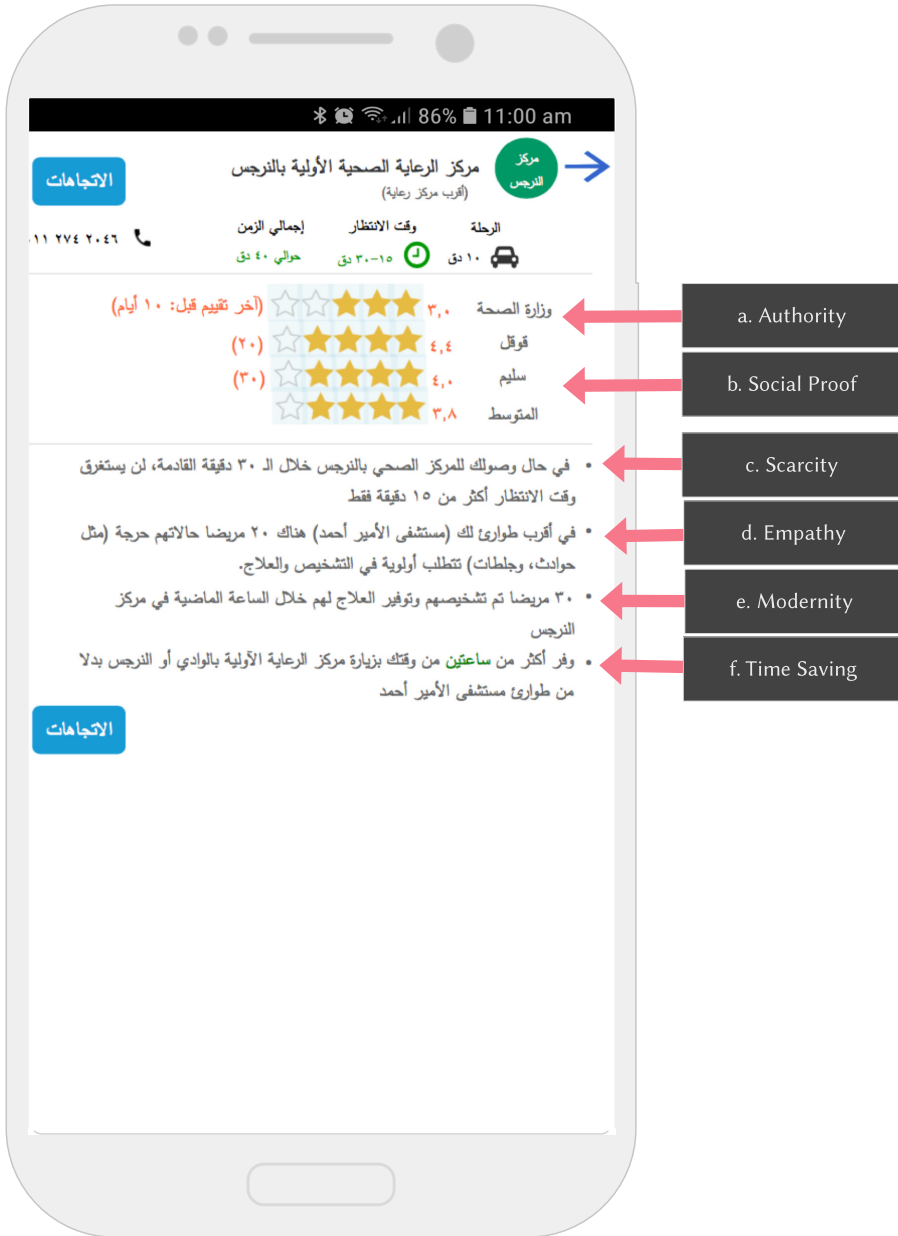 86% 11:00 am
مركز النرجس
مركز الرعاية الصحية الأولية بالنرجس
(أقرب مركز رعاية)
الاتجاهات
الرحلة وقت الانتظار إجمالي الزمن
١٠ دق ١٥-٣٠ دق حوالي ٤٠ دق
٠١١ ٢٧٤ ٢٠٤٦
وزارة الصحة ٣,٠ (آخر تقييم قبل: ١٠ أيام)
قوقل ٤,٤ (٢٠)
سليم ٤,٠ (٣٠)
المتوسط ٣,٨
• في حال وصولك للمركز الصحي بالنرجس خلال الـ ٣٠ دقيقة القادمة، لن يستغرق
وقت الانتظار أكثر من ١٥ دقيقة فقط
• في أقرب طوارئ لك (مستشفى الأمير أحمد) هناك ٢٠ مريضا حالاتهم حرجة (مثل
حوادث، وجلطات) تتطلب أولوية في التشخيص والعلاج.
• ٣٠ مريضا تم تشخيصهم وتوفير العلاج لهم خلال الساعة الماضية في مركز
النرجس
• وفر أكثر من ساعتين من وقتك بزيارة مركز الرعاية الآولية بالوادي أو النرجس بدلا
من طوارئ مستشفى الأمير أحمد
الاتجاهات
a. Authority
b. Social Proof
c. Scarcity
d. Empathy
e. Modernity
f. Time Saving